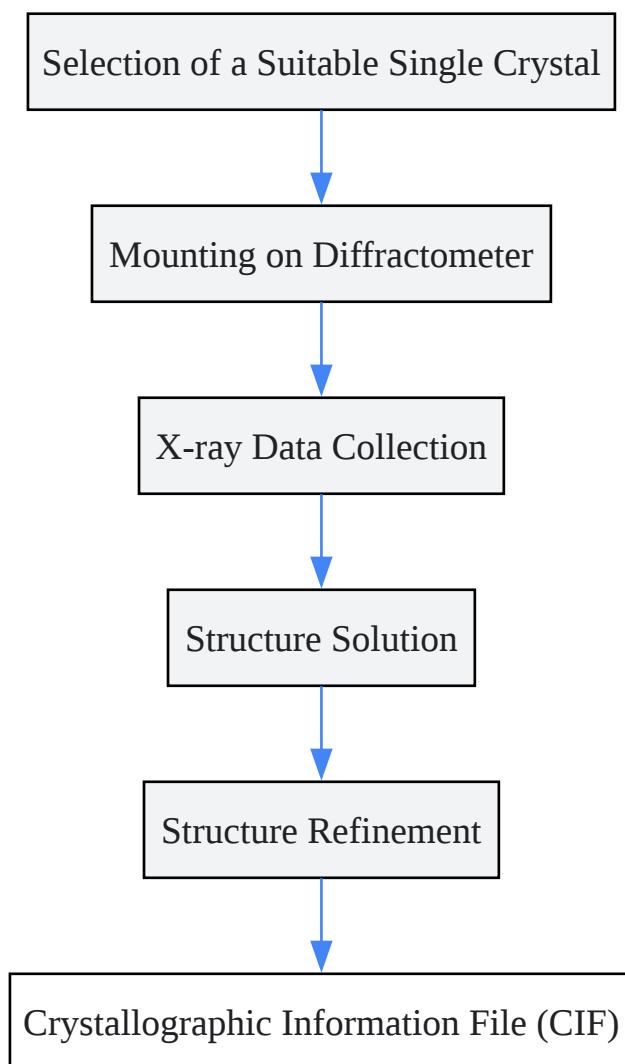 Selection of a Suitable Single Crystal
Mounting on Diffractometer
X-ray Data Collection
Structure Solution
Structure Refinement
Crystallographic Information File (CIF)